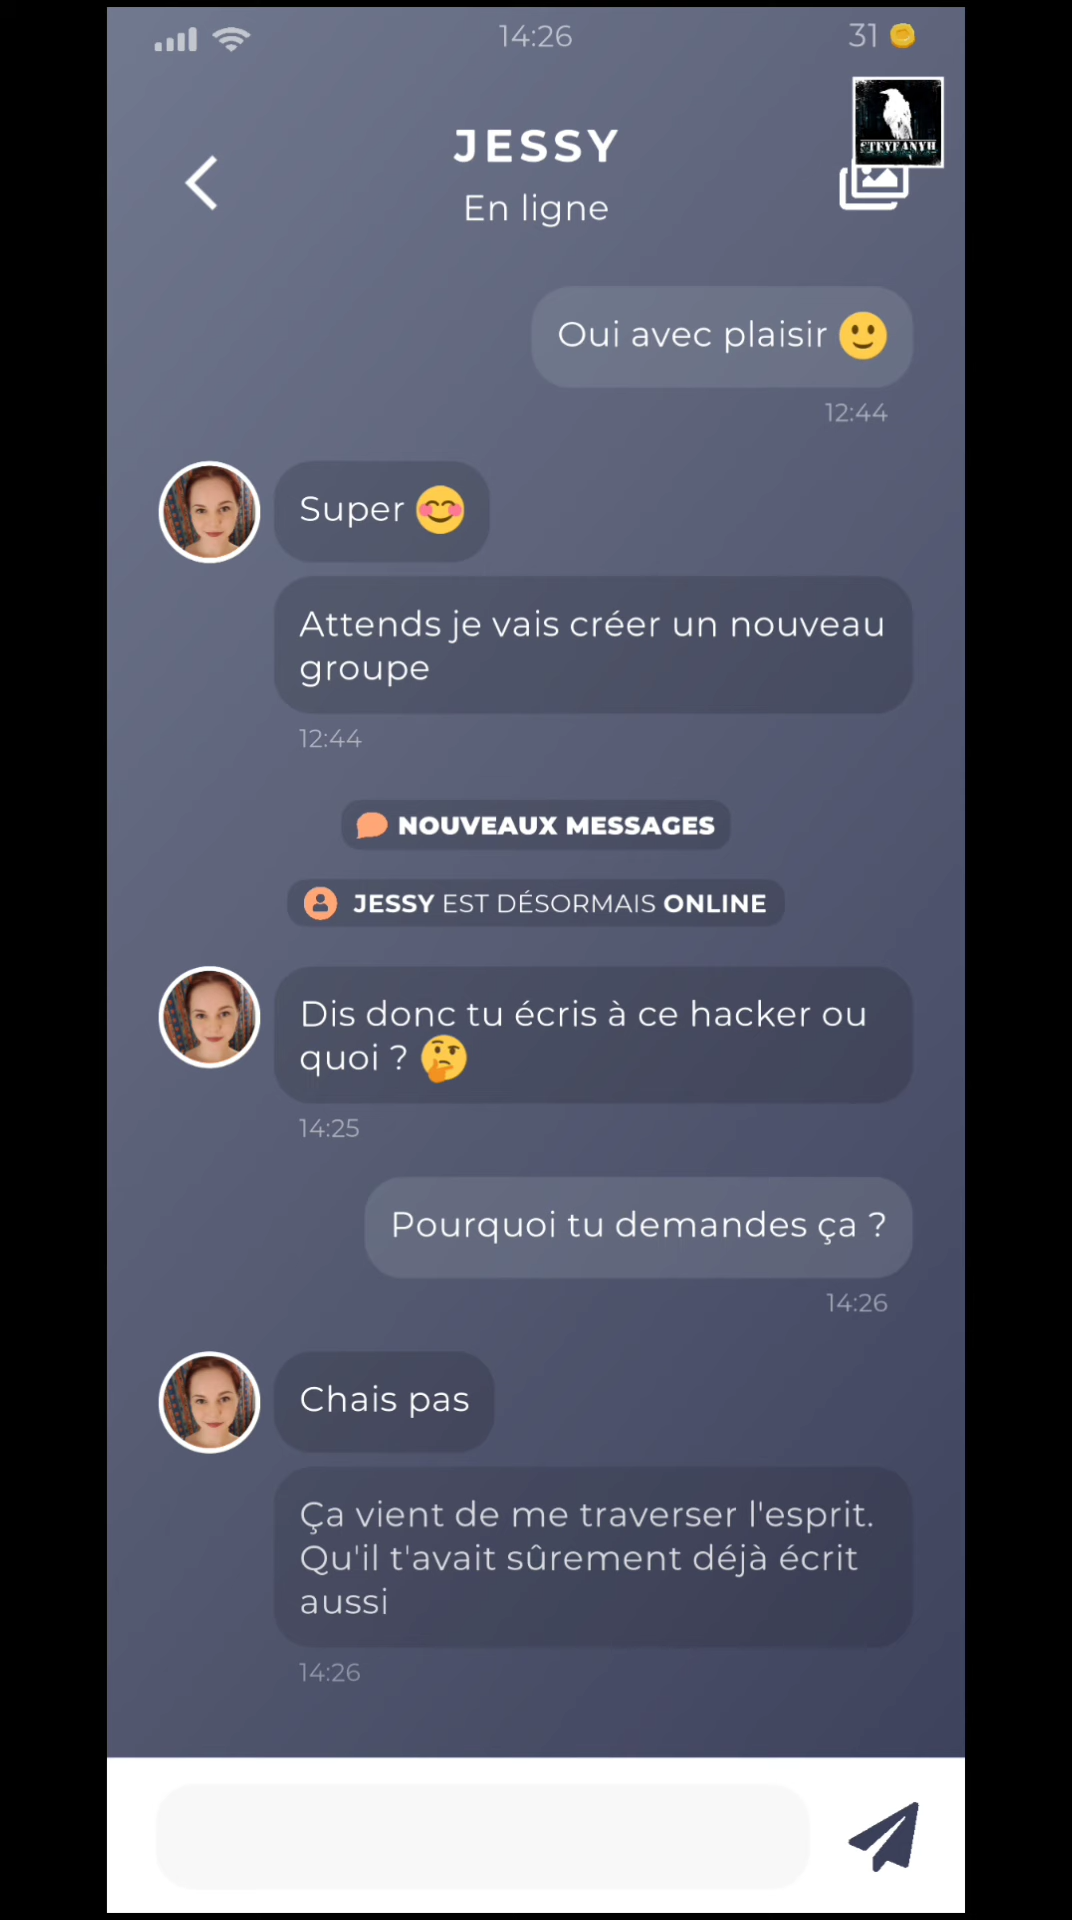 14:26
31
STEYFANYH
JESSY
En ligne
Oui avec plaisir 🙂
12:44
Super 😊
Attends je vais créer un nouveau
groupe
12:44
NOUVEAUX MESSAGES
JESSY EST DÉSORMAIS ONLINE
Dis donc tu écris à ce hacker ou
quoi ? 🤔
14:25
Pourquoi tu demandes ça ?
14:26
Chais pas
Ça vient de me traverser l'esprit.
Qu'il t'avait sûrement déjà écrit
aussi
14:26